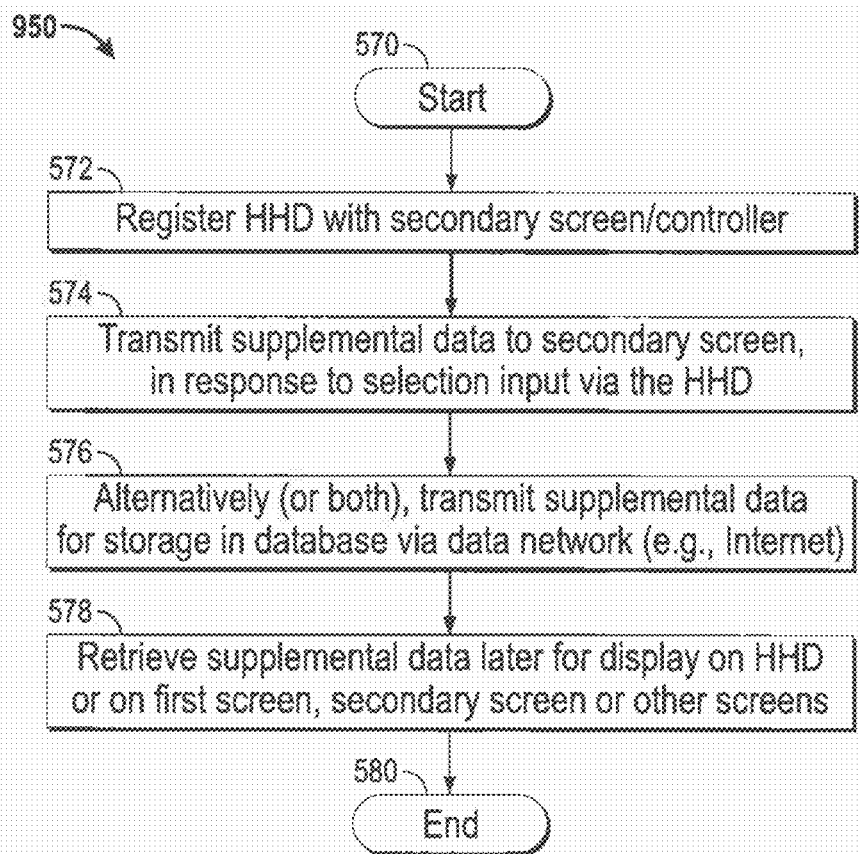 950
570
Start
572
Register HHD with secondary screen/controller
574
Transmit supplemental data to secondary screen,
in response to selection input via the HHD
576
Alternatively (or both), transmit supplemental data
for storage in database via data network (e.g., Internet)
578
Retrieve supplemental data later for display on HHD
or on first screen, secondary screen or other screens
580
End